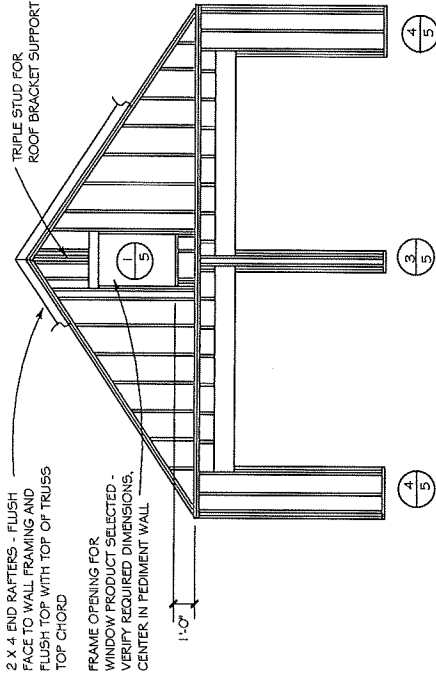 2 X 4 END RAFTERS - FLUSH
FACE TO WALL FRAMING AND
FLUSH TOP WITH TOP OF TRUSS
TOP CHORD
FRAME OPENING FOR
WINDOW PRODUCT SELECTED -
VERIFY REQUIRED DIMENSIONS,
CENTER IN PEDIMENT WALL
1'-0"
TRIPLE STUD FOR
ROOF BRACKET SUPPORT
1
5
4
5
3
5
4
5